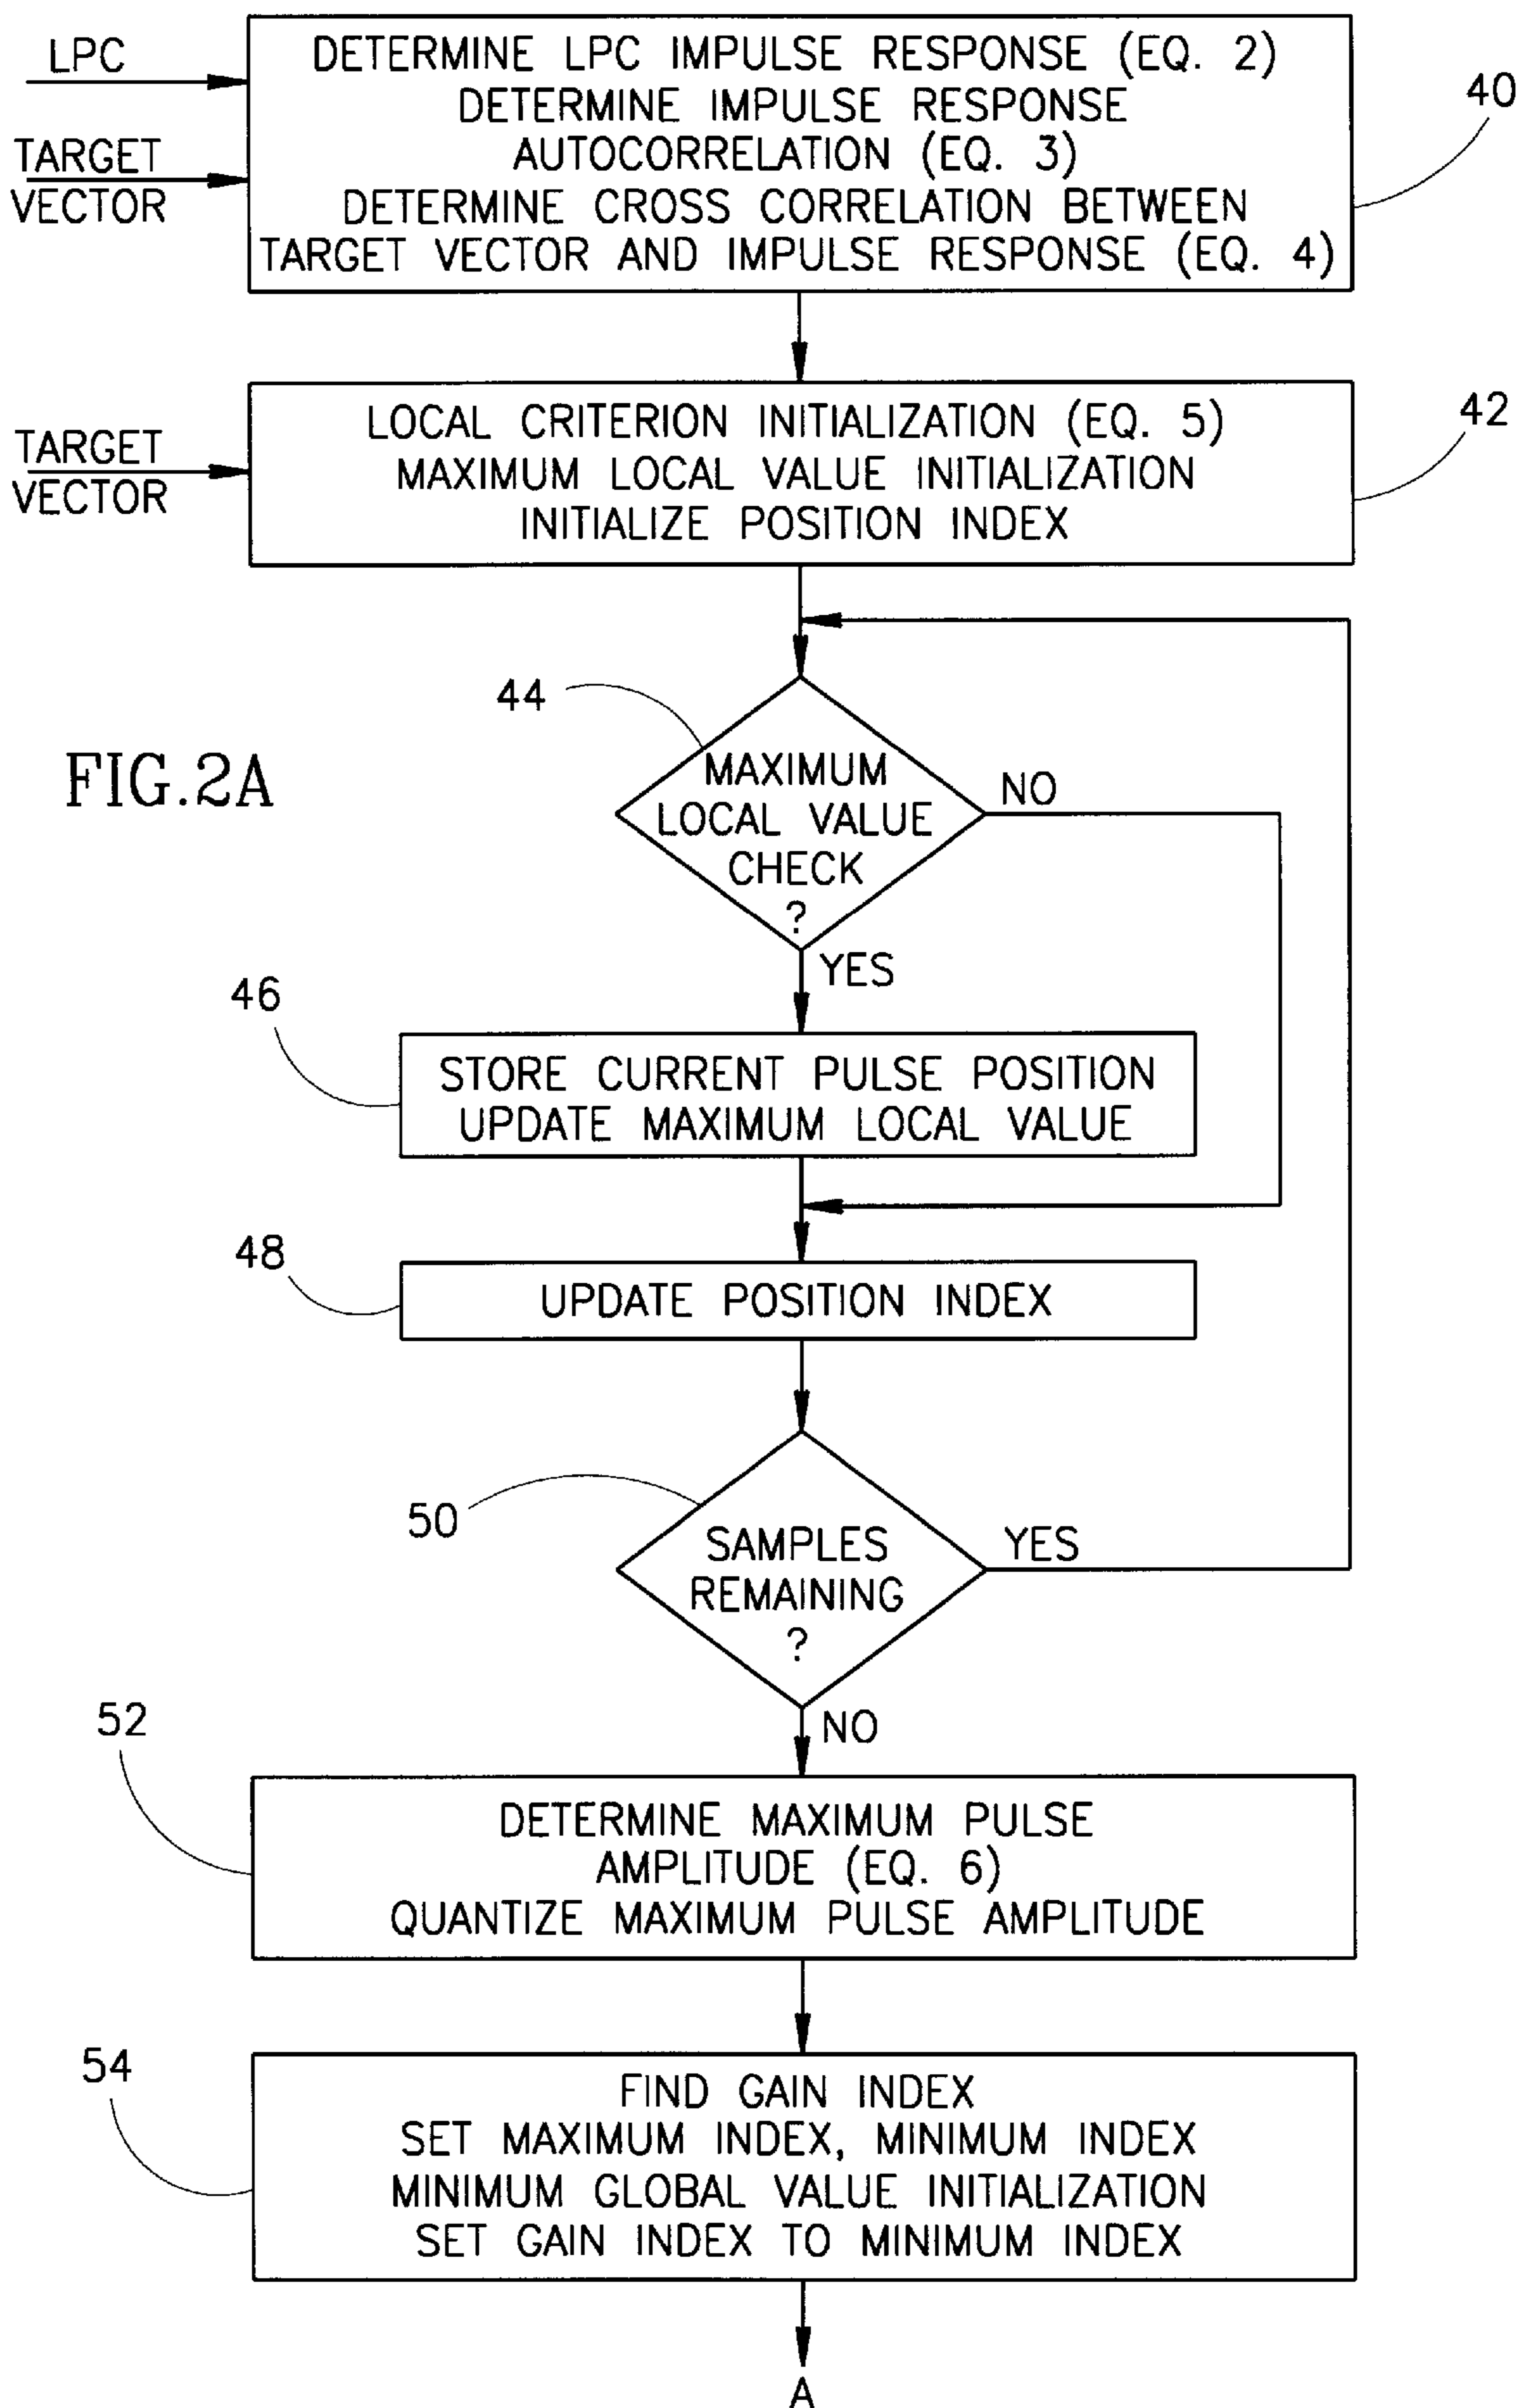 LPC
TARGET
VECTOR
DETERMINE LPC IMPULSE RESPONSE (EQ. 2)
DETERMINE IMPULSE RESPONSE
AUTOCORRELATION (EQ. 3)
DETERMINE CROSS CORRELATION BETWEEN
TARGET VECTOR AND IMPULSE RESPONSE (EQ. 4)
40
TARGET
VECTOR
LOCAL CRITERION INITIALIZATION (EQ. 5)
MAXIMUM LOCAL VALUE INITIALIZATION
INITIALIZE POSITION INDEX
42
44
FIG.2A
MAXIMUM
LOCAL VALUE
CHECK
?
NO
YES
46
STORE CURRENT PULSE POSITION
UPDATE MAXIMUM LOCAL VALUE
48
UPDATE POSITION INDEX
50
SAMPLES
REMAINING
?
YES
NO
52
DETERMINE MAXIMUM PULSE
AMPLITUDE (EQ. 6)
QUANTIZE MAXIMUM PULSE AMPLITUDE
54
FIND GAIN INDEX
SET MAXIMUM INDEX, MINIMUM INDEX
MINIMUM GLOBAL VALUE INITIALIZATION
SET GAIN INDEX TO MINIMUM INDEX
A